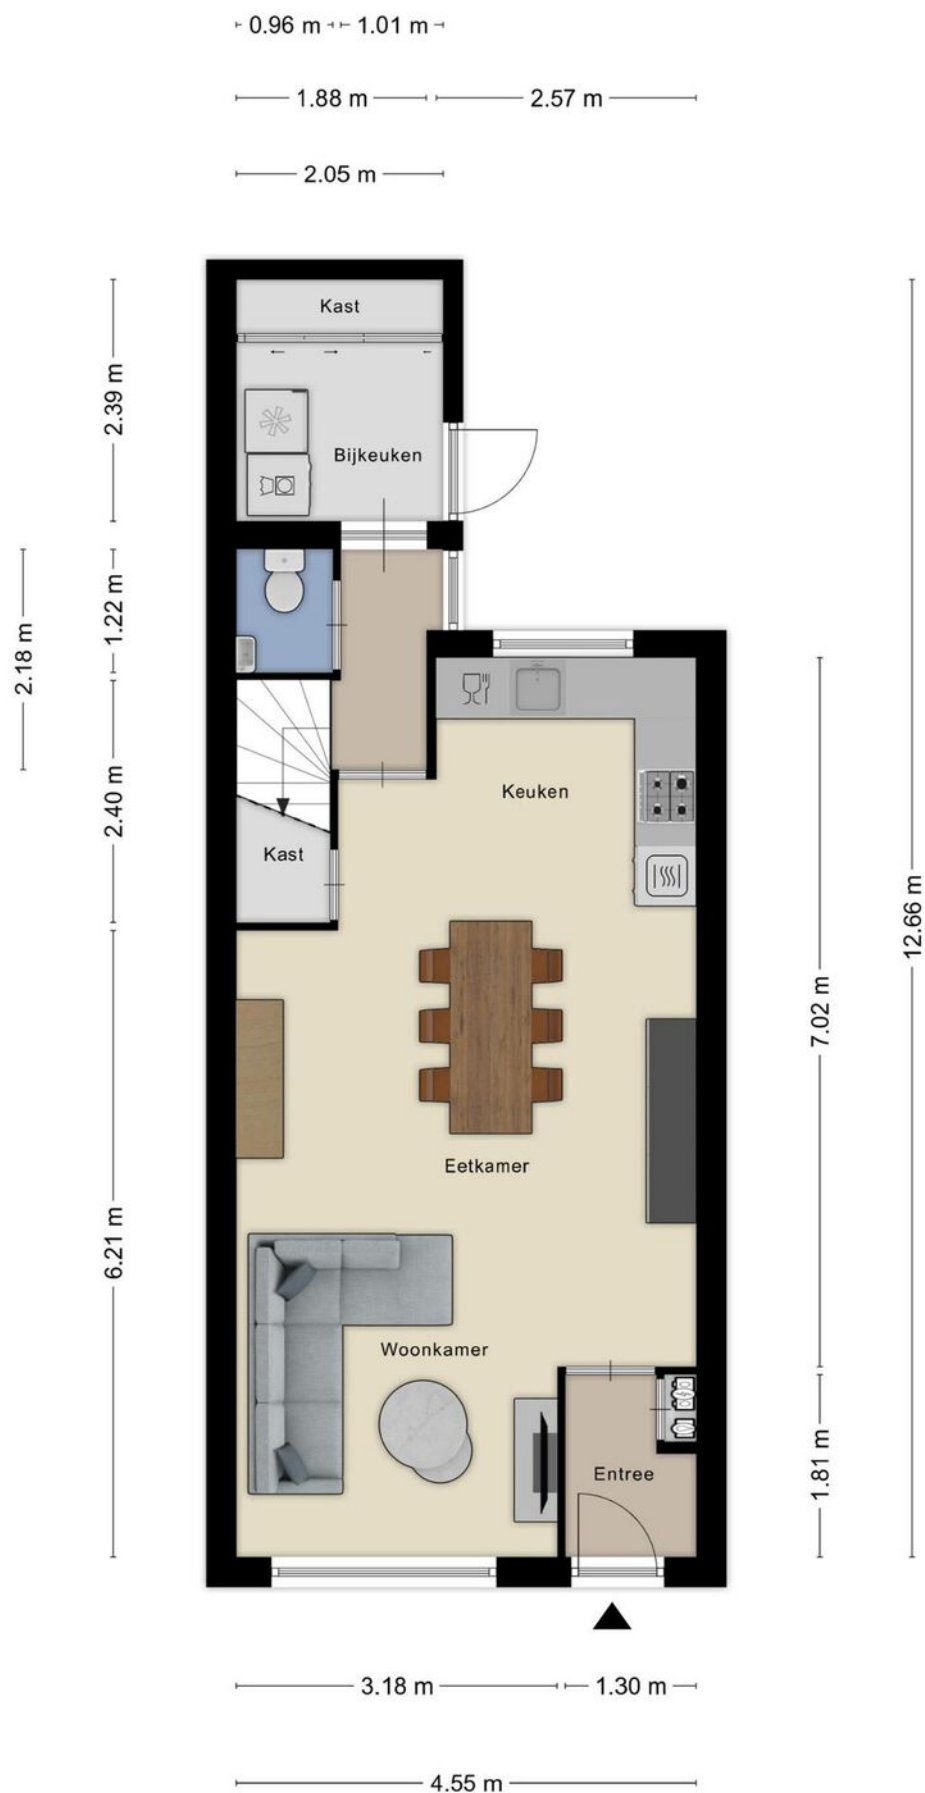 0.96 m 1.01 m
1.88 m 2.57 m
2.05 m
Kast
2.39 m
Bijkeuken
1.22 m
2.18 m
Keuken
2.40 m
Kast
12.66 m
7.02 m
Eetkamer
6.21 m
Woonkamer
Entree
1.81 m
3.18 m 1.30 m
4.55 m